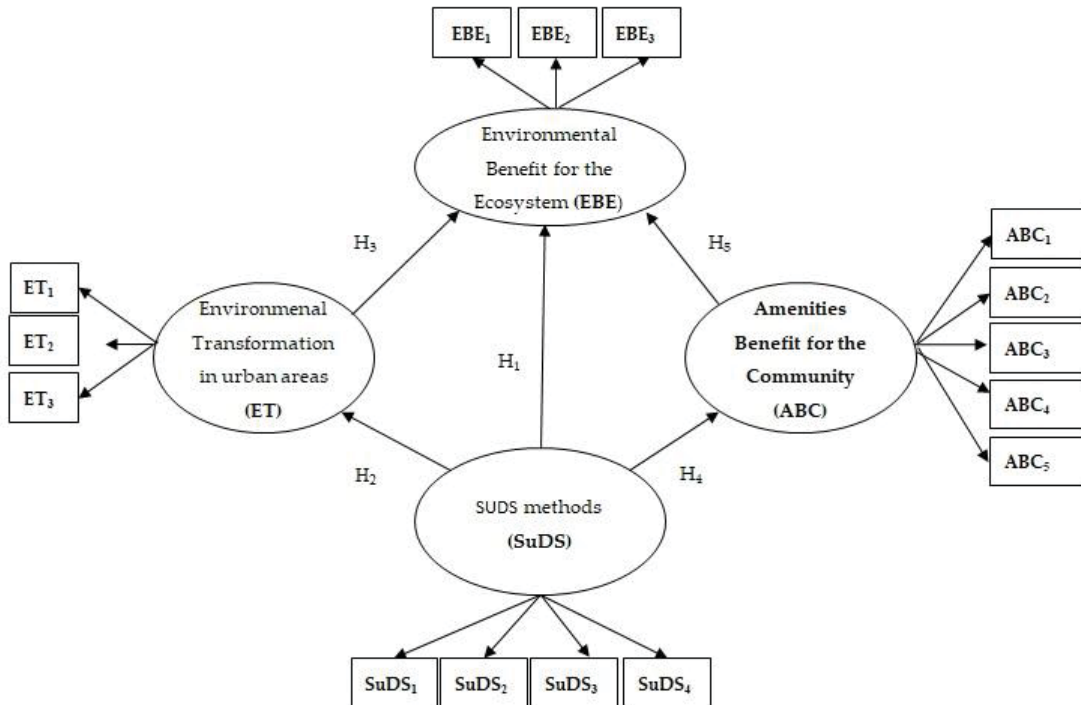 EBE₁ EBE₂ EBE₃
Environmental
Benefit for the
Ecosystem (EBE)
H₃
H₅
ET₁
ET₂
ET₃
Environmenal
Transformation
in urban areas
(ET)
H₁
Amenities
Benefit for the
Community
(ABC)
ABC₁
ABC₂
ABC₃
ABC₄
ABC₅
H₂
H₄
SUDS methods
(SuDS)
SuDS₁ SuDS₂ SuDS₃ SuDS₄